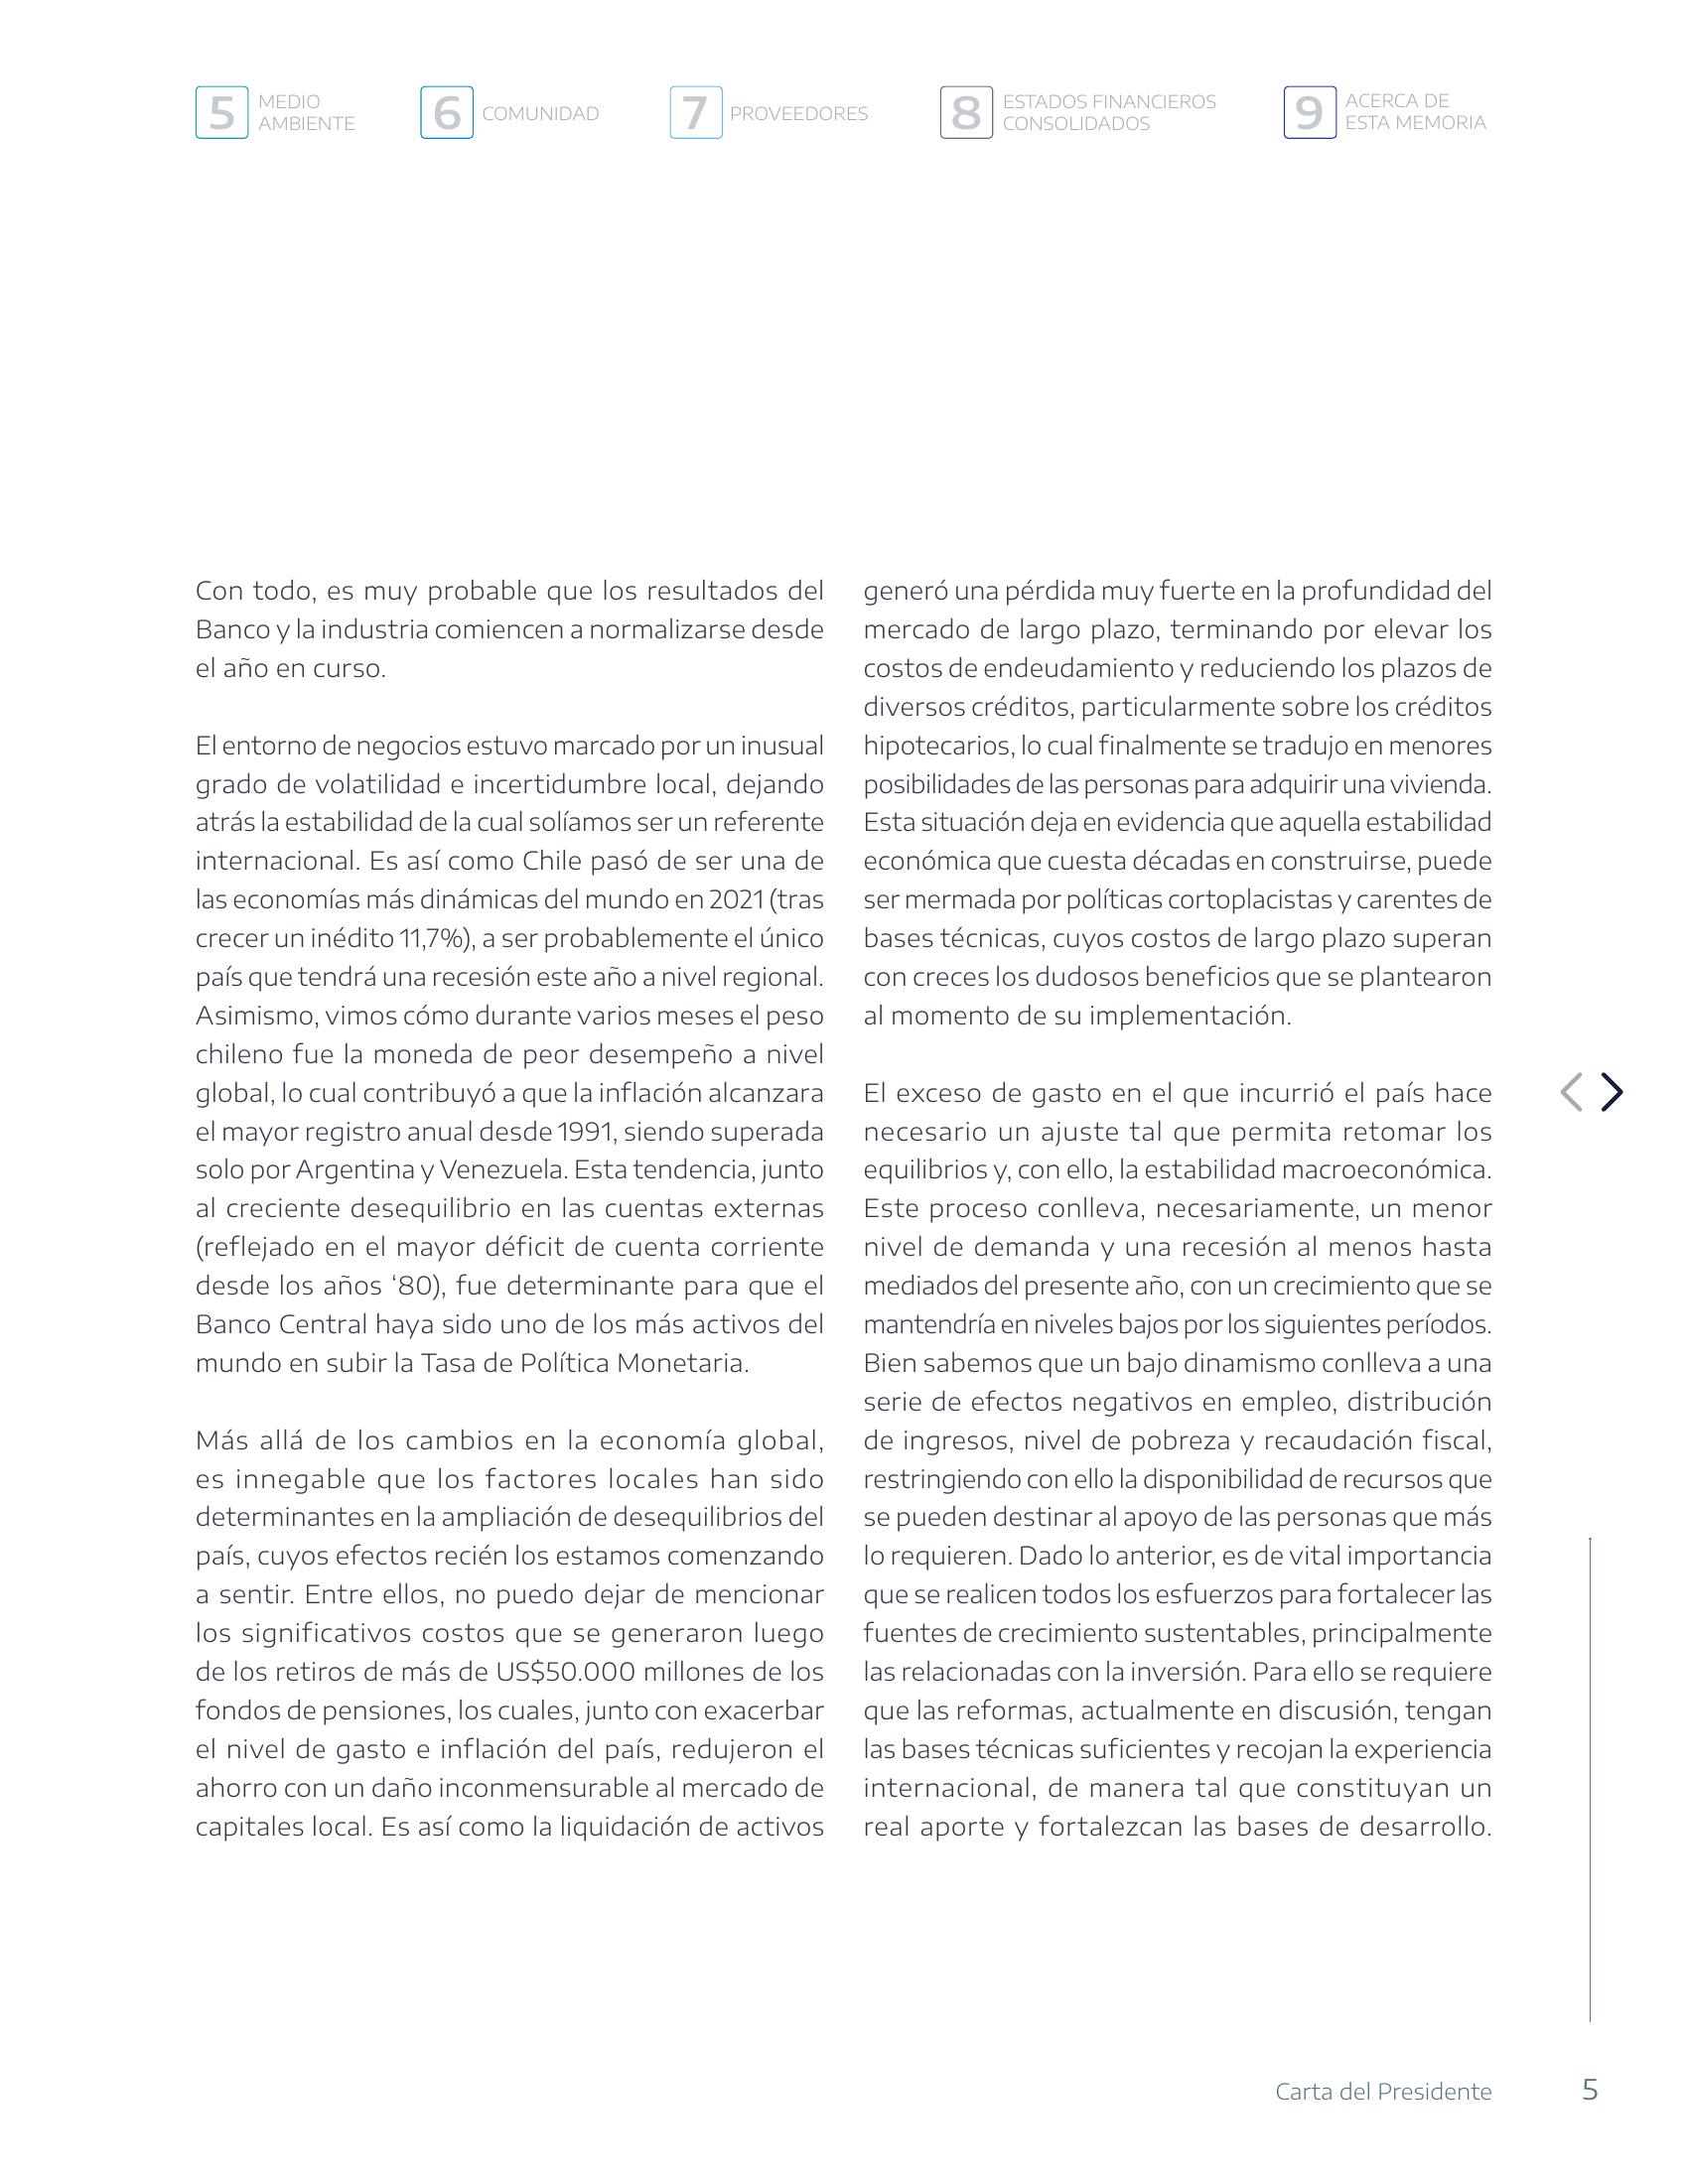 5 MEDIO
AMBIENTE
6 COMUNIDAD
7 PROVEEDORES
8 ESTADOS FINANCIEROS
CONSOLIDADOS
9 ACERCA DE
ESTA MEMORIA
Con todo, es muy probable que los resultados del
Banco y la industria comiencen a normalizarse desde
el año en curso.
El entorno de negocios estuvo marcado por un inusual
grado de volatilidad e incertidumbre local, dejando
atrás la estabilidad de la cual solíamos ser un referente
internacional. Es así como Chile pasó de ser una de
las economías más dinámicas del mundo en 2021 (tras
crecer un inédito 11,7%), a ser probablemente el único
país que tendrá una recesión este año a nivel regional.
Asimismo, vimos cómo durante varios meses el peso
chileno fue la moneda de peor desempeño a nivel
global, lo cual contribuyó a que la inflación alcanzara
el mayor registro anual desde 1991, siendo superada
solo por Argentina y Venezuela. Esta tendencia, junto
al creciente desequilibrio en las cuentas externas
(reflejado en el mayor déficit de cuenta corriente
desde los años ‘80), fue determinante para que el
Banco Central haya sido uno de los más activos del
mundo en subir la Tasa de Política Monetaria.
Más allá de los cambios en la economía global,
es innegable que los factores locales han sido
determinantes en la ampliación de desequilibrios del
país, cuyos efectos recién los estamos comenzando
a sentir. Entre ellos, no puedo dejar de mencionar
los significativos costos que se generaron luego
de los retiros de más de US$50.000 millones de los
fondos de pensiones, los cuales, junto con exacerbar
el nivel de gasto e inflación del país, redujeron el
ahorro con un daño inconmensurable al mercado de
capitales local. Es así como la liquidación de activos
generó una pérdida muy fuerte en la profundidad del
mercado de largo plazo, terminando por elevar los
costos de endeudamiento y reduciendo los plazos de
diversos créditos, particularmente sobre los créditos
hipotecarios, lo cual finalmente se tradujo en menores
posibilidades de las personas para adquirir una vivienda.
Esta situación deja en evidencia que aquella estabilidad
económica que cuesta décadas en construirse, puede
ser mermada por políticas cortoplacistas y carentes de
bases técnicas, cuyos costos de largo plazo superan
con creces los dudosos beneficios que se plantearon
al momento de su implementación.
El exceso de gasto en el que incurrió el país hace
necesario un ajuste tal que permita retomar los
equilibrios y, con ello, la estabilidad macroeconómica.
Este proceso conlleva, necesariamente, un menor
nivel de demanda y una recesión al menos hasta
mediados del presente año, con un crecimiento que se
mantendría en niveles bajos por los siguientes períodos.
Bien sabemos que un bajo dinamismo conlleva a una
serie de efectos negativos en empleo, distribución
de ingresos, nivel de pobreza y recaudación fiscal,
restringiendo con ello la disponibilidad de recursos que
se pueden destinar al apoyo de las personas que más
lo requieren. Dado lo anterior, es de vital importancia
que se realicen todos los esfuerzos para fortalecer las
fuentes de crecimiento sustentables, principalmente
las relacionadas con la inversión. Para ello se requiere
que las reformas, actualmente en discusión, tengan
las bases técnicas suficientes y recojan la experiencia
internacional, de manera tal que constituyan un
real aporte y fortalezcan las bases de desarrollo.
Carta del Presidente 5